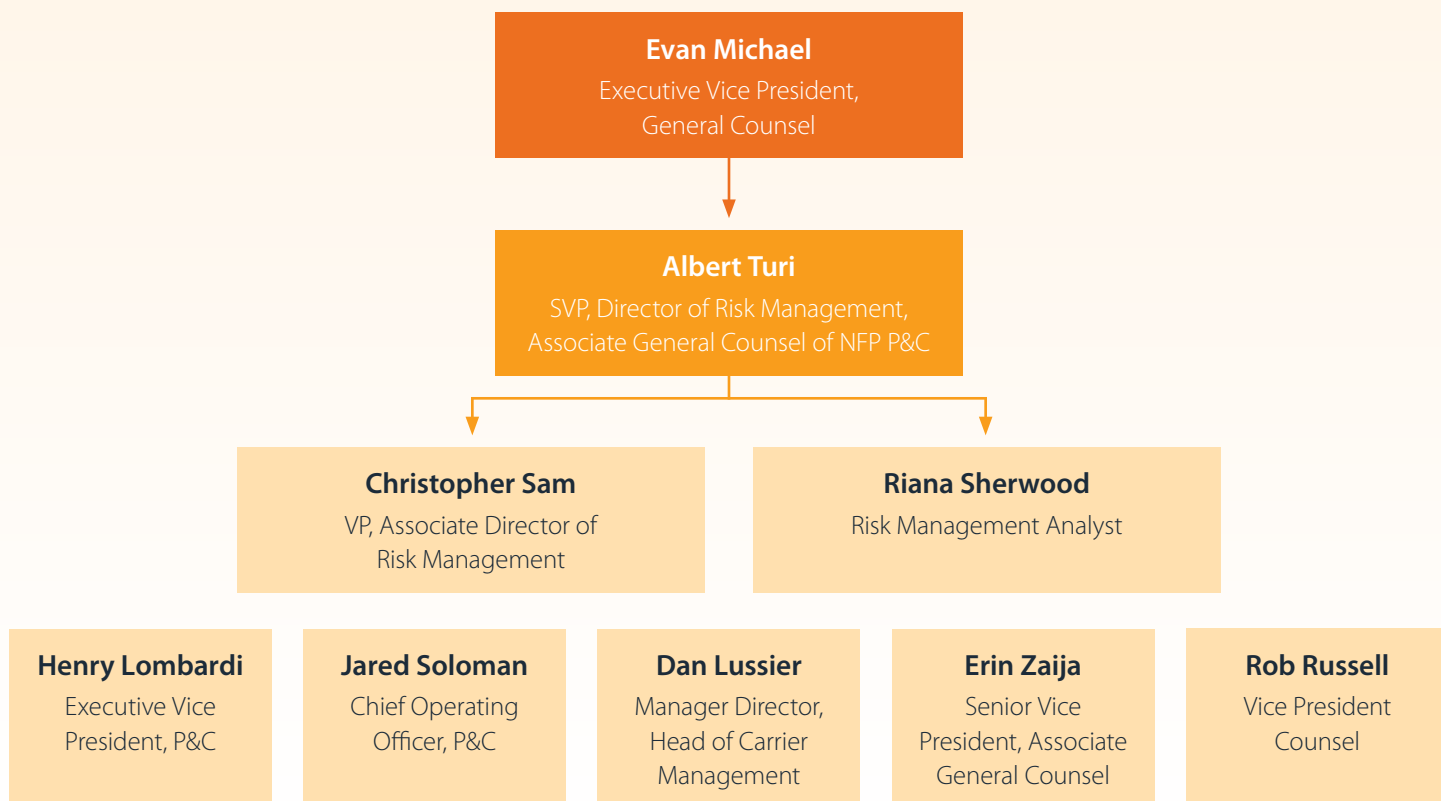 Evan Michael
Executive Vice President,
General Counsel
Albert Turi
SVP, Director of Risk Management,
Associate General Counsel of NFP P&C
Christopher Sam
VP, Associate Director of
Risk Management
Riana Sherwood
Risk Management Analyst
Henry Lombardi
Executive Vice
President, P&C
Jared Soloman
Chief Operating
Officer, P&C
Dan Lussier
Manager Director,
Head of Carrier
Management
Erin Zaija
Senior Vice
President, Associate
General Counsel
Rob Russell
Vice President
Counsel